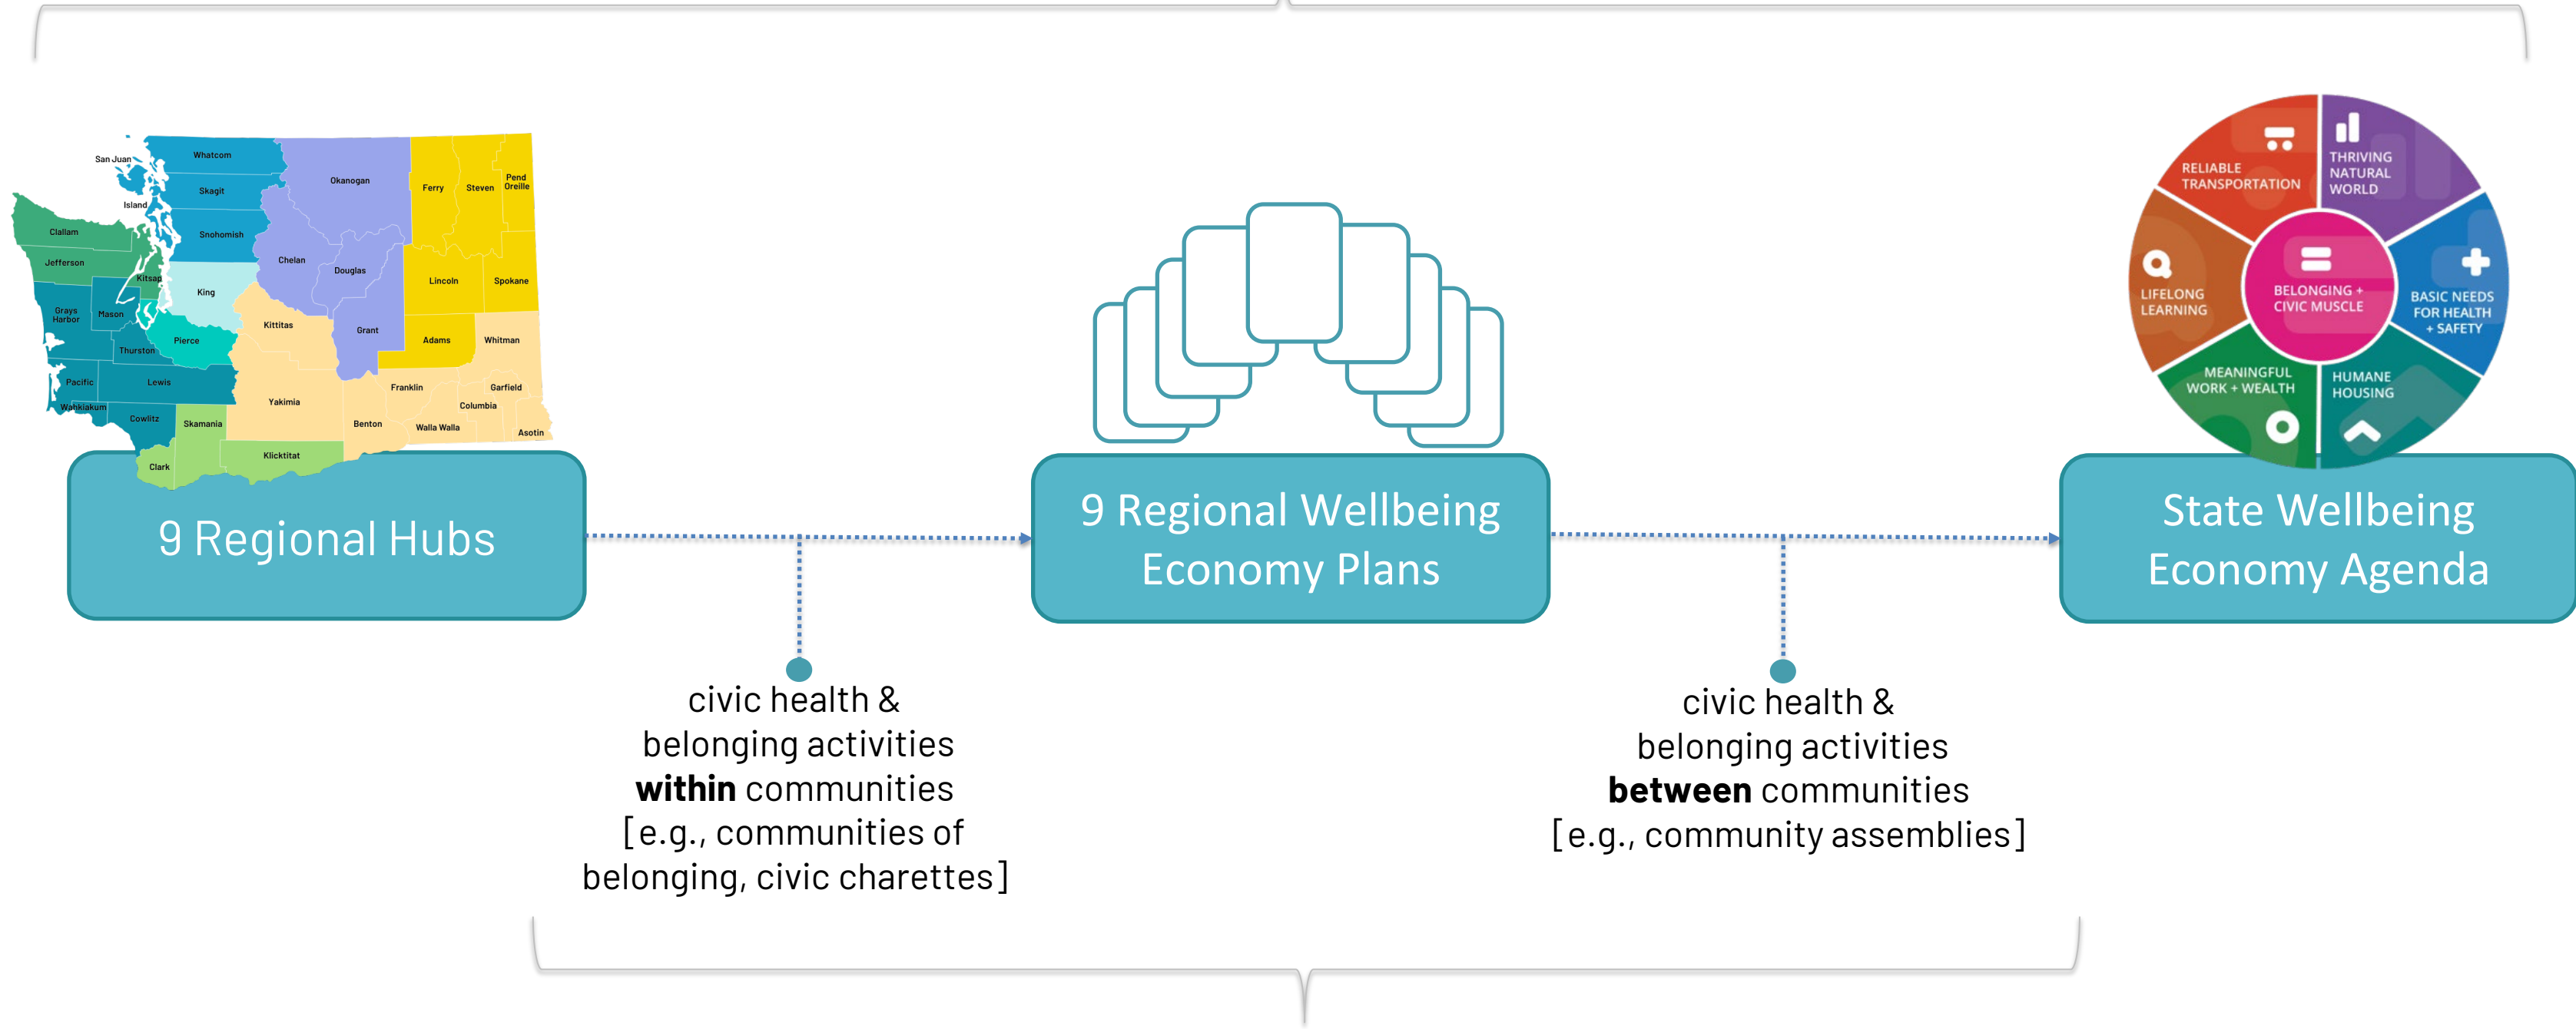 San Juan
Whatcom
Skagit
Island
Snohomish
Okanogan
Ferry
Steven
Pend
Oreille
Clallam
Jefferson
Kitsap
Chelan
Douglas
Lincoln
Spokane
King
Grays
Harbor
Mason
Kittitas
Grant
Adams
Whitman
Thurston
Pierce
Pacific
Lewis
Wahkiakum
Cowlitz
Skamania
Yakimia
Franklin
Garfield
Columbia
Benton
Walla Walla
Asotin
Clark
Klicktitat
9 Regional Hubs
civic health &
belonging activities
within communities
[e.g., communities of
belonging, civic charettes]
9 Regional Wellbeing
Economy Plans
civic health &
belonging activities
between communities
[e.g., community assemblies]
RELIABLE
TRANSPORTATION
THRIVING
NATURAL
WORLD
LIFELONG
LEARNING
BELONGING +
CIVIC MUSCLE
BASIC NEEDS
FOR HEALTH
+ SAFETY
MEANINGFUL
WORK + WEALTH
HUMANE
HOUSING
State Wellbeing
Economy Agenda